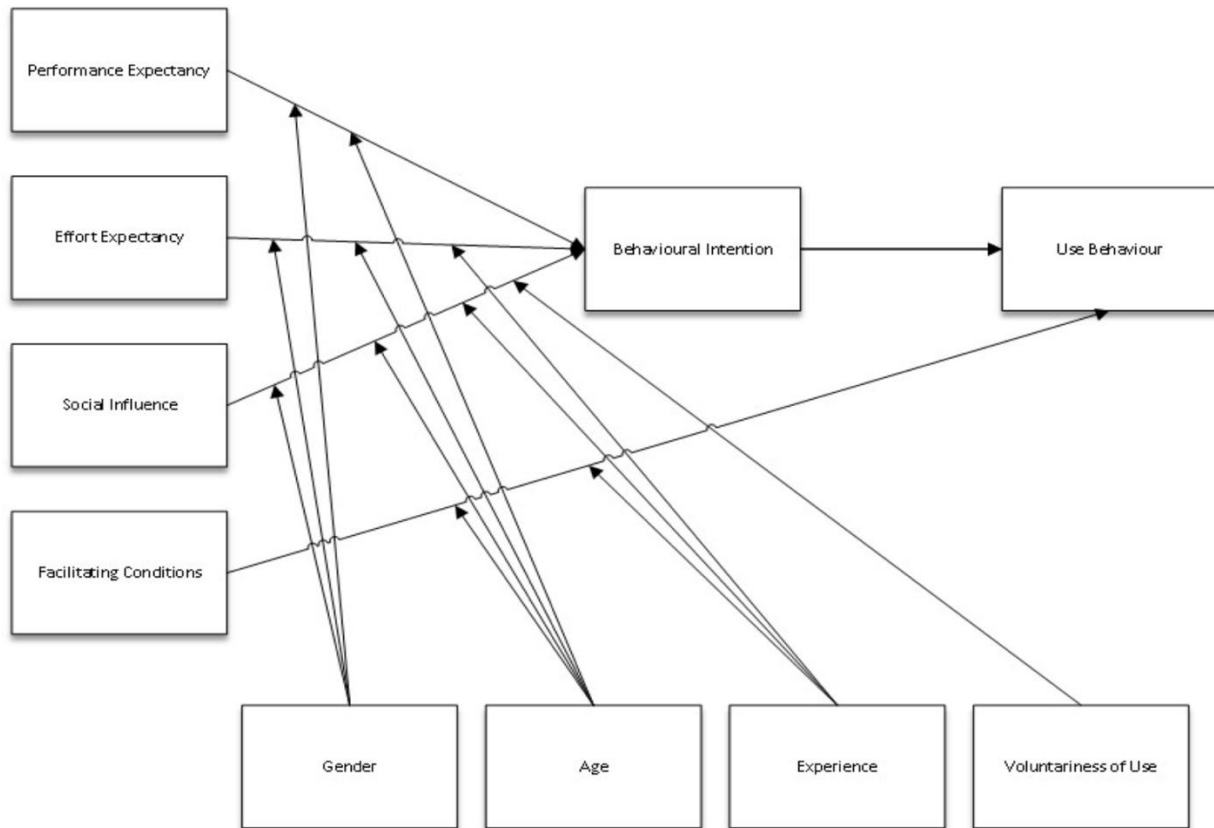 Performance Expectancy
Effort Expectancy
Behavioural Intention
Use Behaviour
Social Influence
Facilitating Conditions
Gender
Age
Experience
Voluntariness of Use